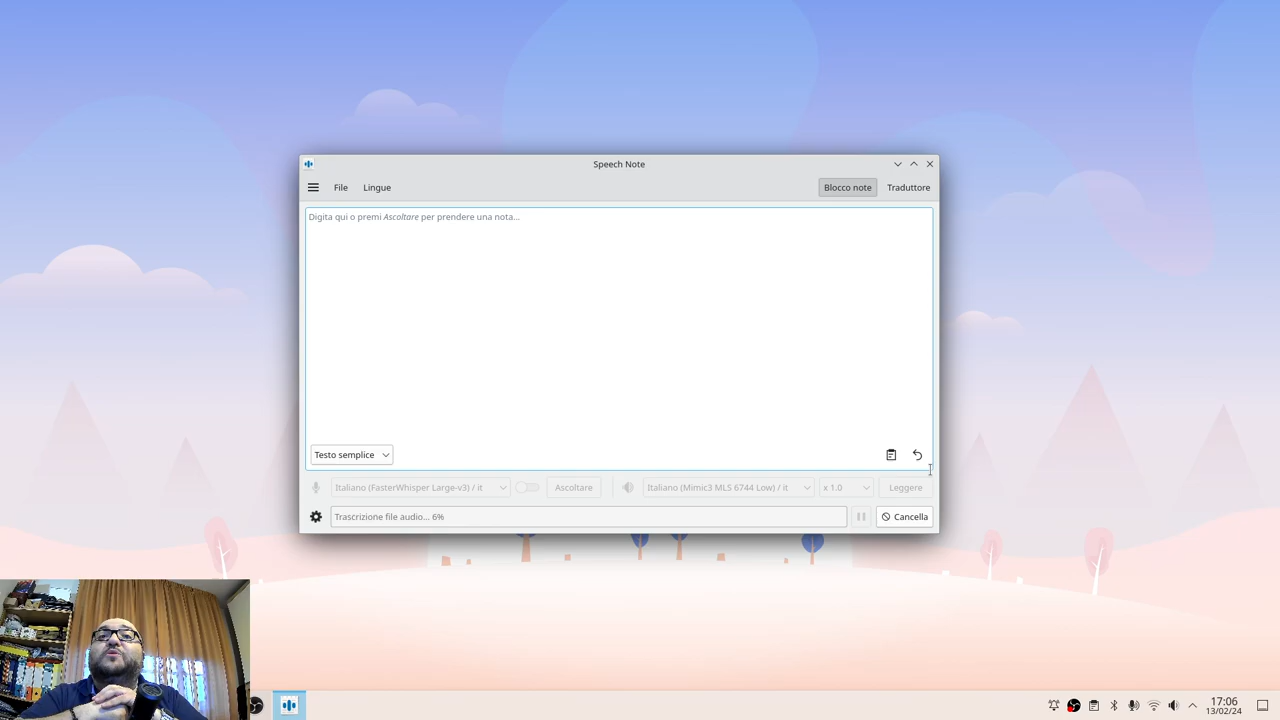 Speech Note
File Lingue Blocco note Traduttore
Digita qui o premi Ascoltare per prendere una nota...
Testo semplice
Italiano (FasterWhisper Large-v3) / it Ascoltare Italiano (Mimic3 MLS 6744 Low) / it x 1.0 Leggere
Trascrizione file audio... 6% Cancella
17:06
13/02/24